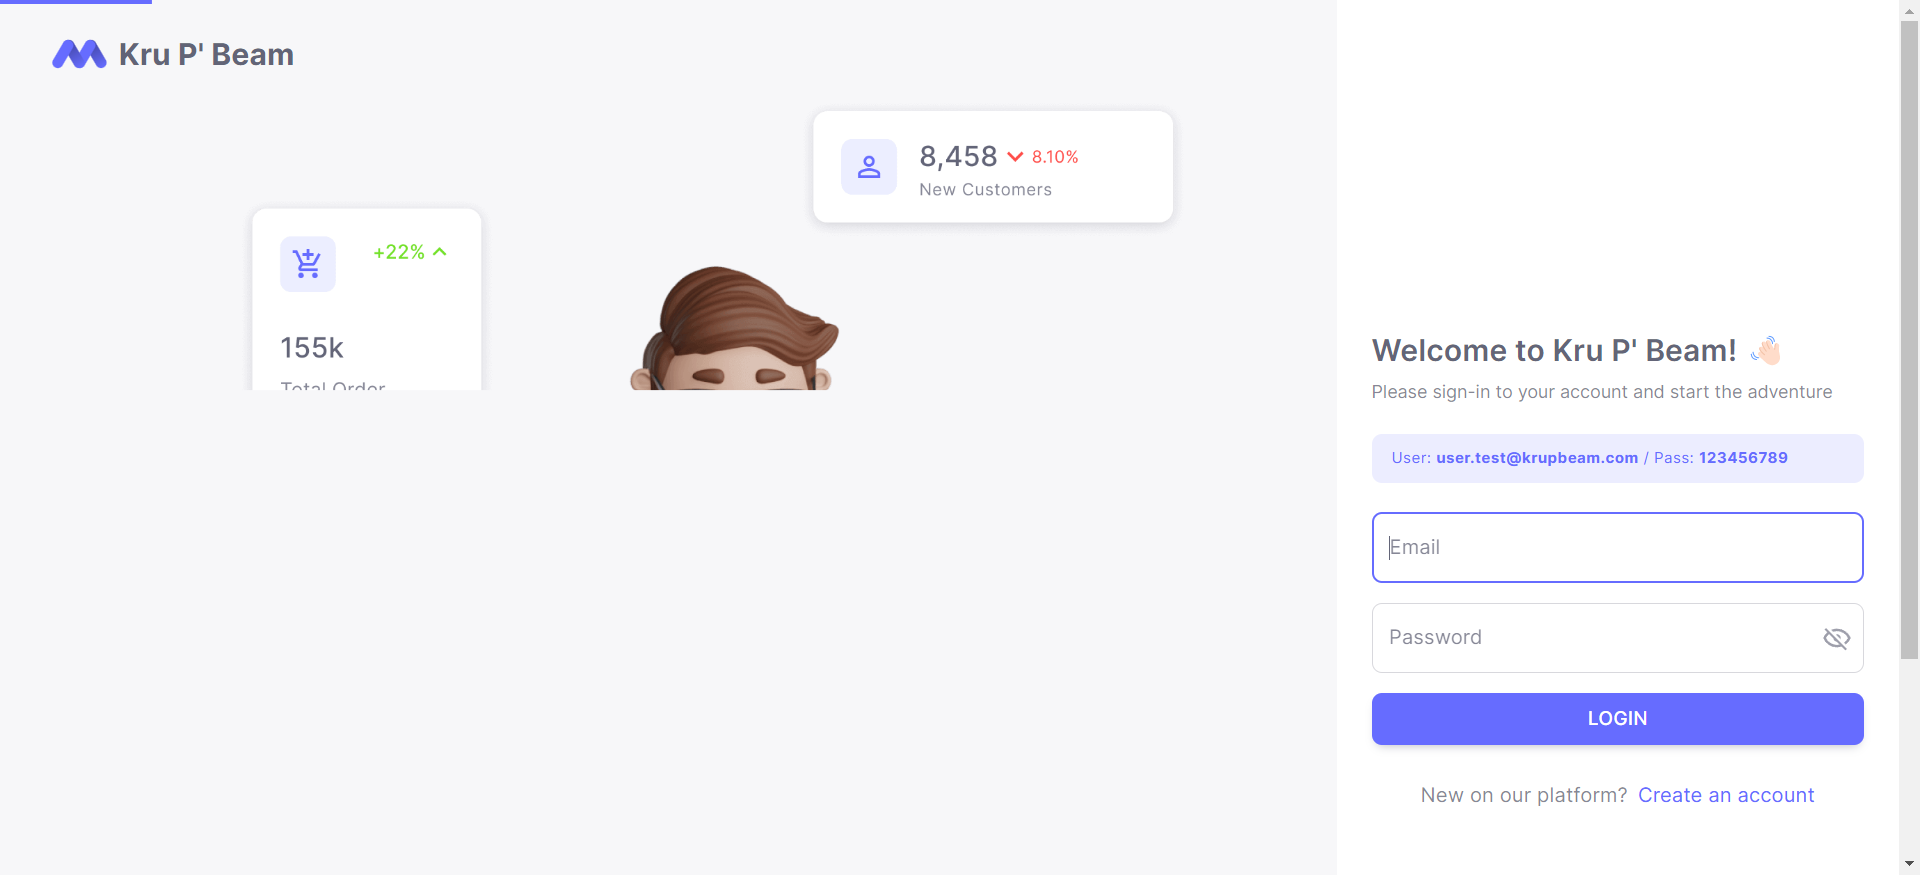 Kru P' Beam
8,458 8.10%
New Customers
+22%
155k
Total Order
Welcome to Kru P' Beam! 👋🏻
Please sign-in to your account and start the adventure
User: user.test@krupbeam.com / Pass: 123456789
Email
Password
LOGIN
New on our platform? Create an account